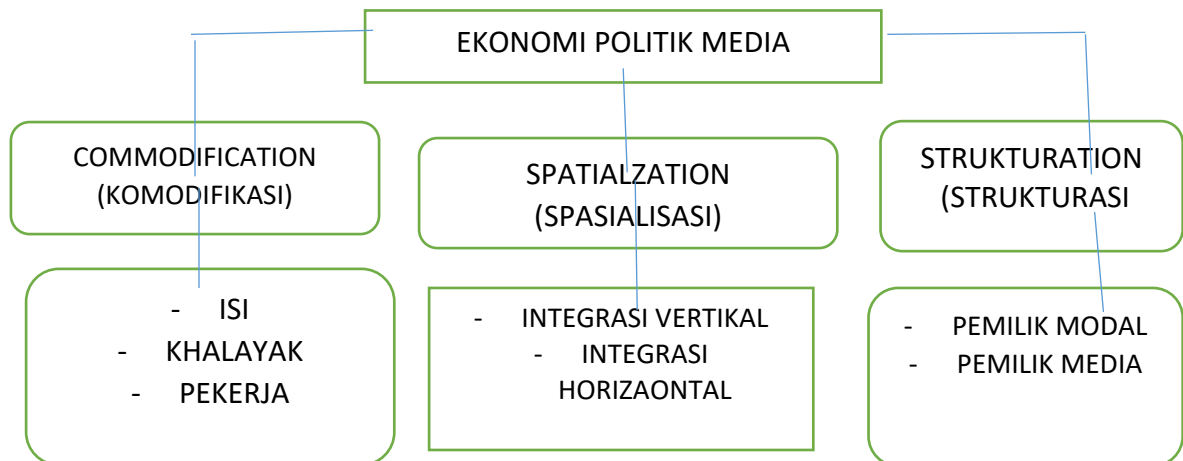 EKONOMI POLITIK MEDIA
COMMODIFICATION
(KOMODIFIKASI)
SPATIALZATION
(SPASIALISASI)
STRUKTURATION
(STRUKTURASI
- ISI
- KHALAYAK
- PEKERJA
- INTEGRASI VERTIKAL
- INTEGRASI
HORIZAONTAL
- PEMILIK MODAL
- PEMILIK MEDIA